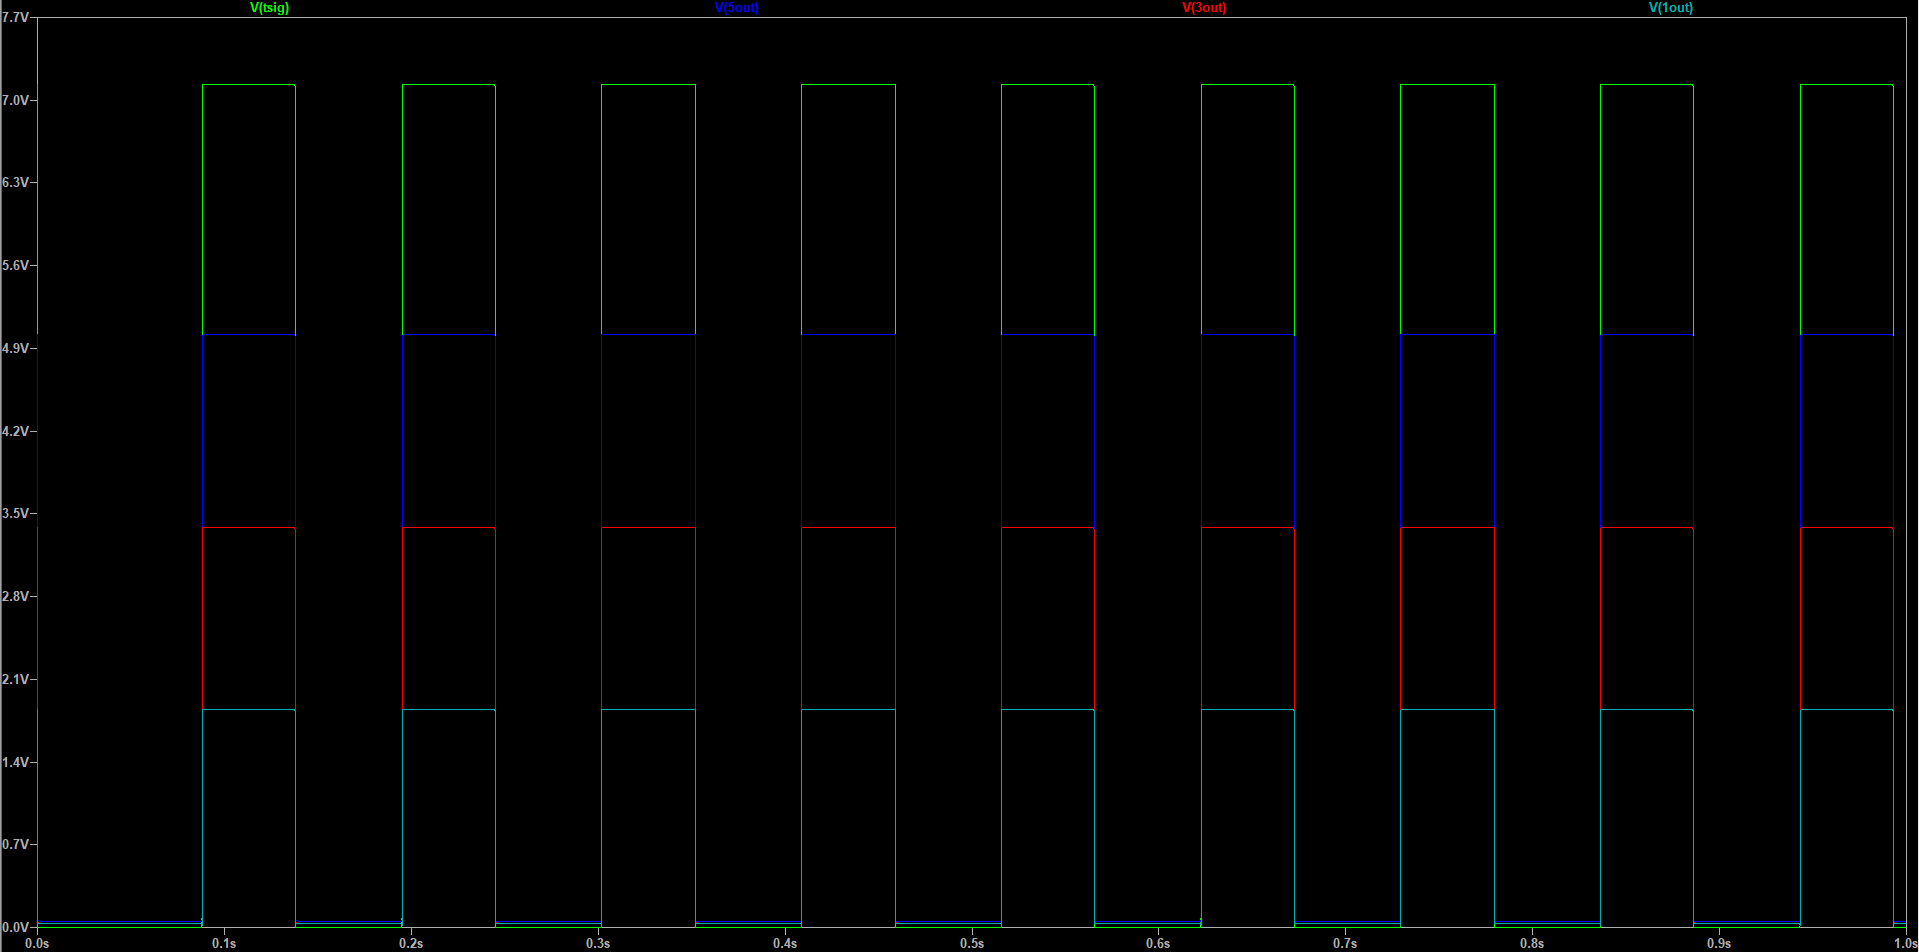 V(tsig) V(5out) V(3out) V(1out)
7.7V
7.0V
6.3V
5.6V
4.9V
4.2V
3.5V
2.8V
2.1V
1.4V
0.7V
0.0V
0.0s 0.1s 0.2s 0.3s 0.4s 0.5s 0.6s 0.7s 0.8s 0.9s 1.0s